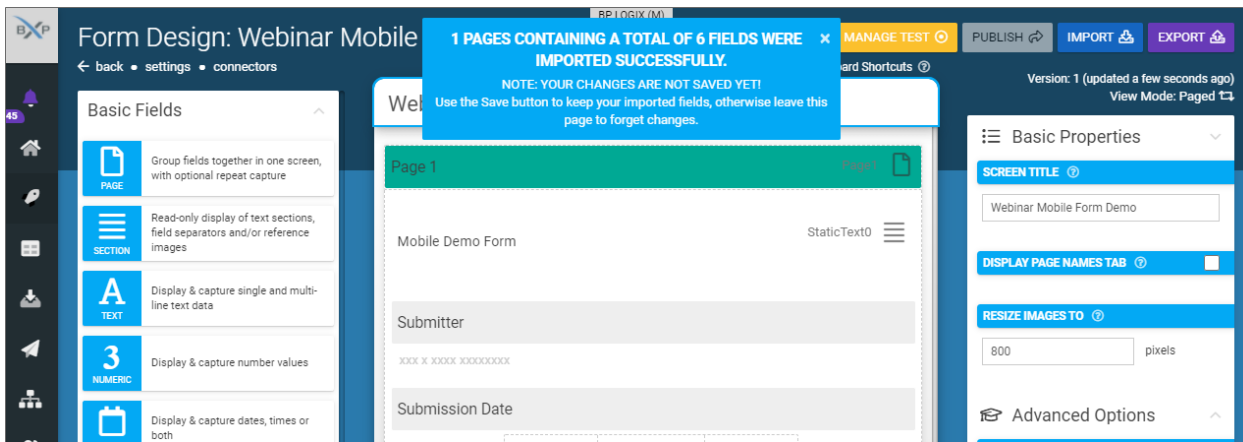 BP LOGIX (M)
BXP
Form Design: Webinar Mobile
1 PAGES CONTAINING A TOTAL OF 6 FIELDS WERE
IMPORTED SUCCESSFULLY.
NOTE: YOUR CHANGES ARE NOT SAVED YET!
Use the Save button to keep your imported fields, otherwise leave this
page to forget changes.
MANAGE TEST
PUBLISH
IMPORT
EXPORT
back • settings • connectors
ard Shortcuts
Version: 1 (updated a few seconds ago)
View Mode: Paged
45
Basic Fields
PAGE
Group fields together in one screen,
with optional repeat capture
SECTION
Read-only display of text sections,
field separators and/or reference
images
A
TEXT
Display & capture single and multi-
line text data
3
NUMERIC
Display & capture number values
Display & capture dates, times or
both
Web
Page 1
Page1
Mobile Demo Form
StaticText0
Submitter
xxx x xxxx xxxxxxxx
Submission Date
Basic Properties
SCREEN TITLE
Webinar Mobile Form Demo
DISPLAY PAGE NAMES TAB
RESIZE IMAGES TO
800
pixels
Advanced Options